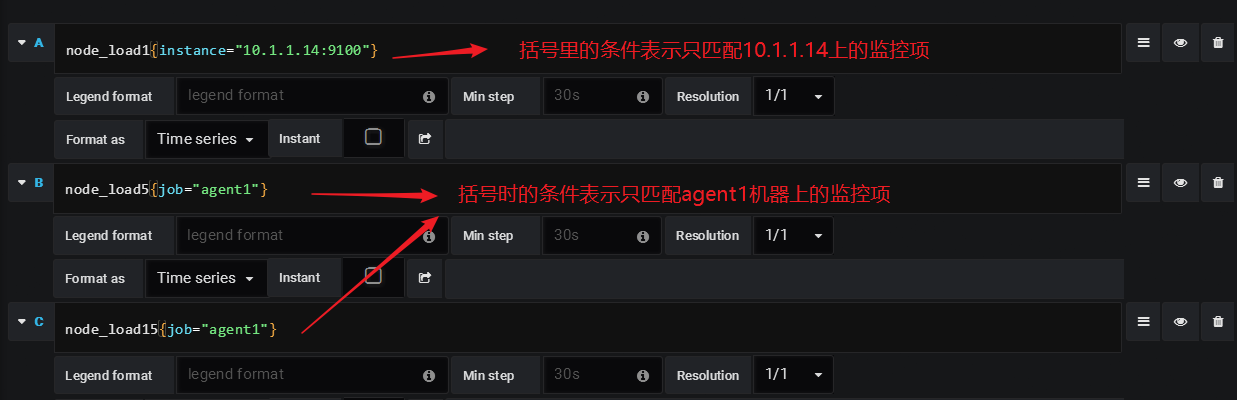 A node_load1{instance="10.1.1.14:9100"} 括号里的条件表示只匹配10.1.1.14上的监控项
Legend format legend format Min step 30s Resolution 1/1
Format as Time series Instant
B node_load5{job="agent1"} 括号时的条件表示只匹配agent1机器上的监控项
Legend format legend format Min step 30s Resolution 1/1
Format as Time series Instant
C node_load15{job="agent1"}
Legend format legend format Min step 30s Resolution 1/1